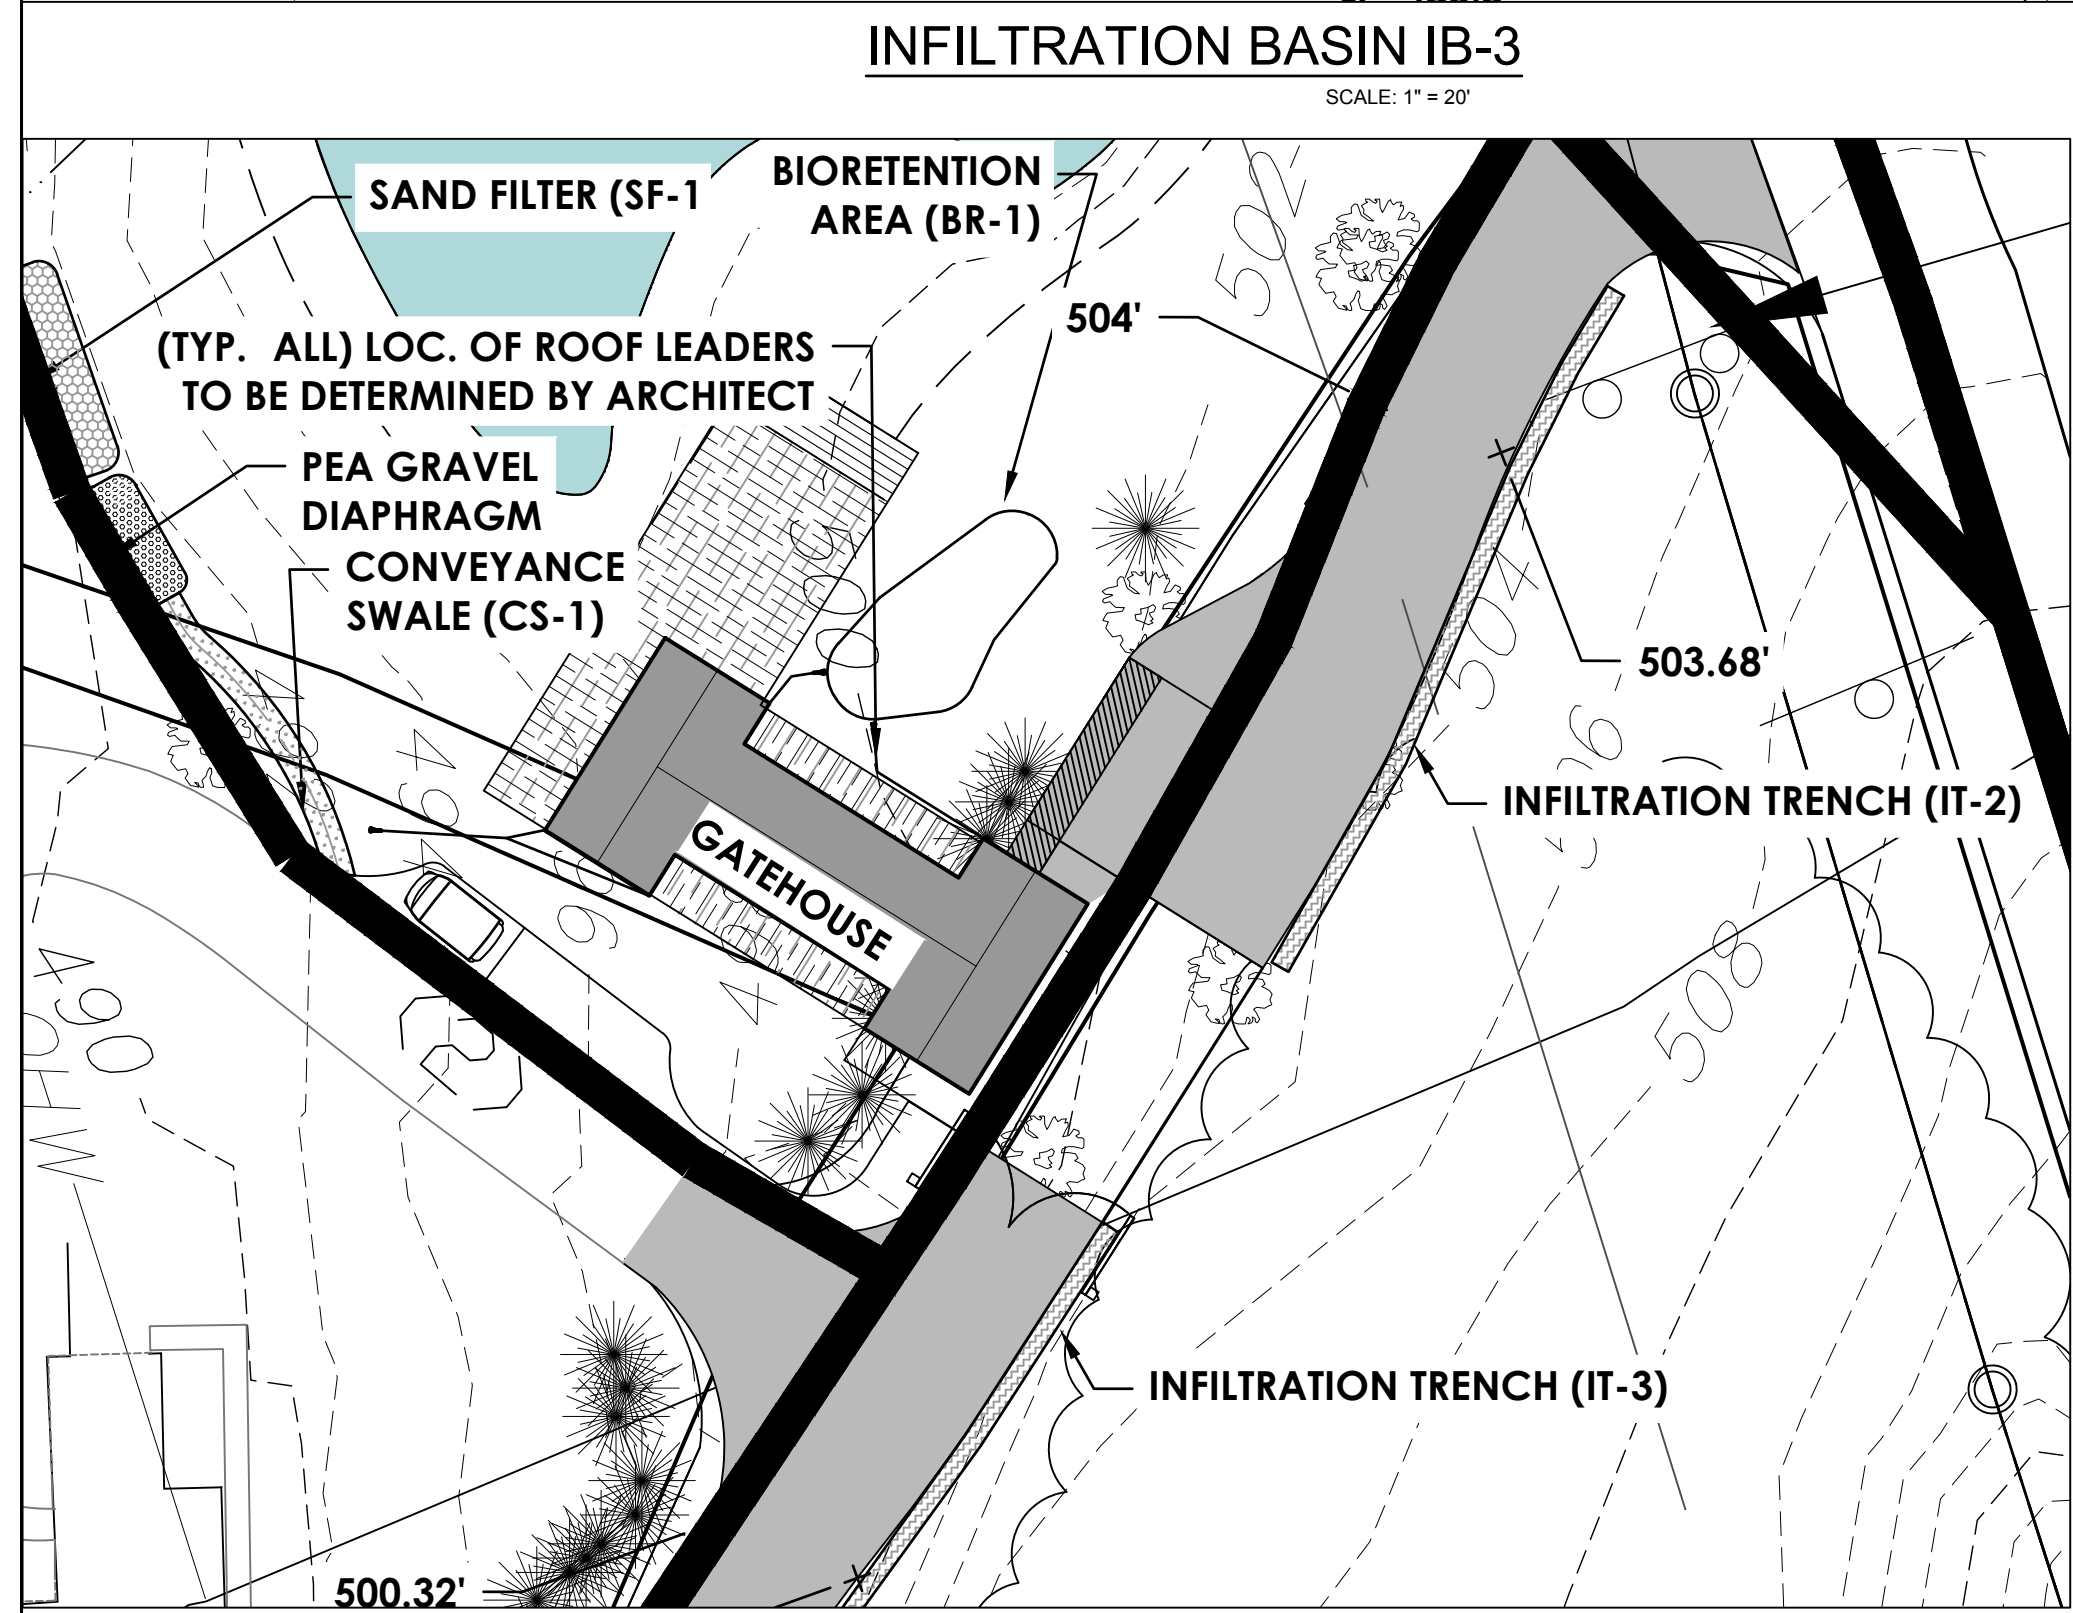 INFILTRATION BASIN IB-3
SCALE: 1" = 20'
SAND FILTER (SF-1
BIORETENTION
AREA (BR-1)
502
504'
(TYP. ALL) LOC. OF ROOF LEADERS
TO BE DETERMINED BY ARCHITECT
PEA GRAVEL
DIAPHRAGM
CONVEYANCE
SWALE (CS-1)
504
503.68'
506
INFILTRATION TRENCH (IT-2)
GATEHOUSE
508
INFILTRATION TRENCH (IT-3)
500.32'